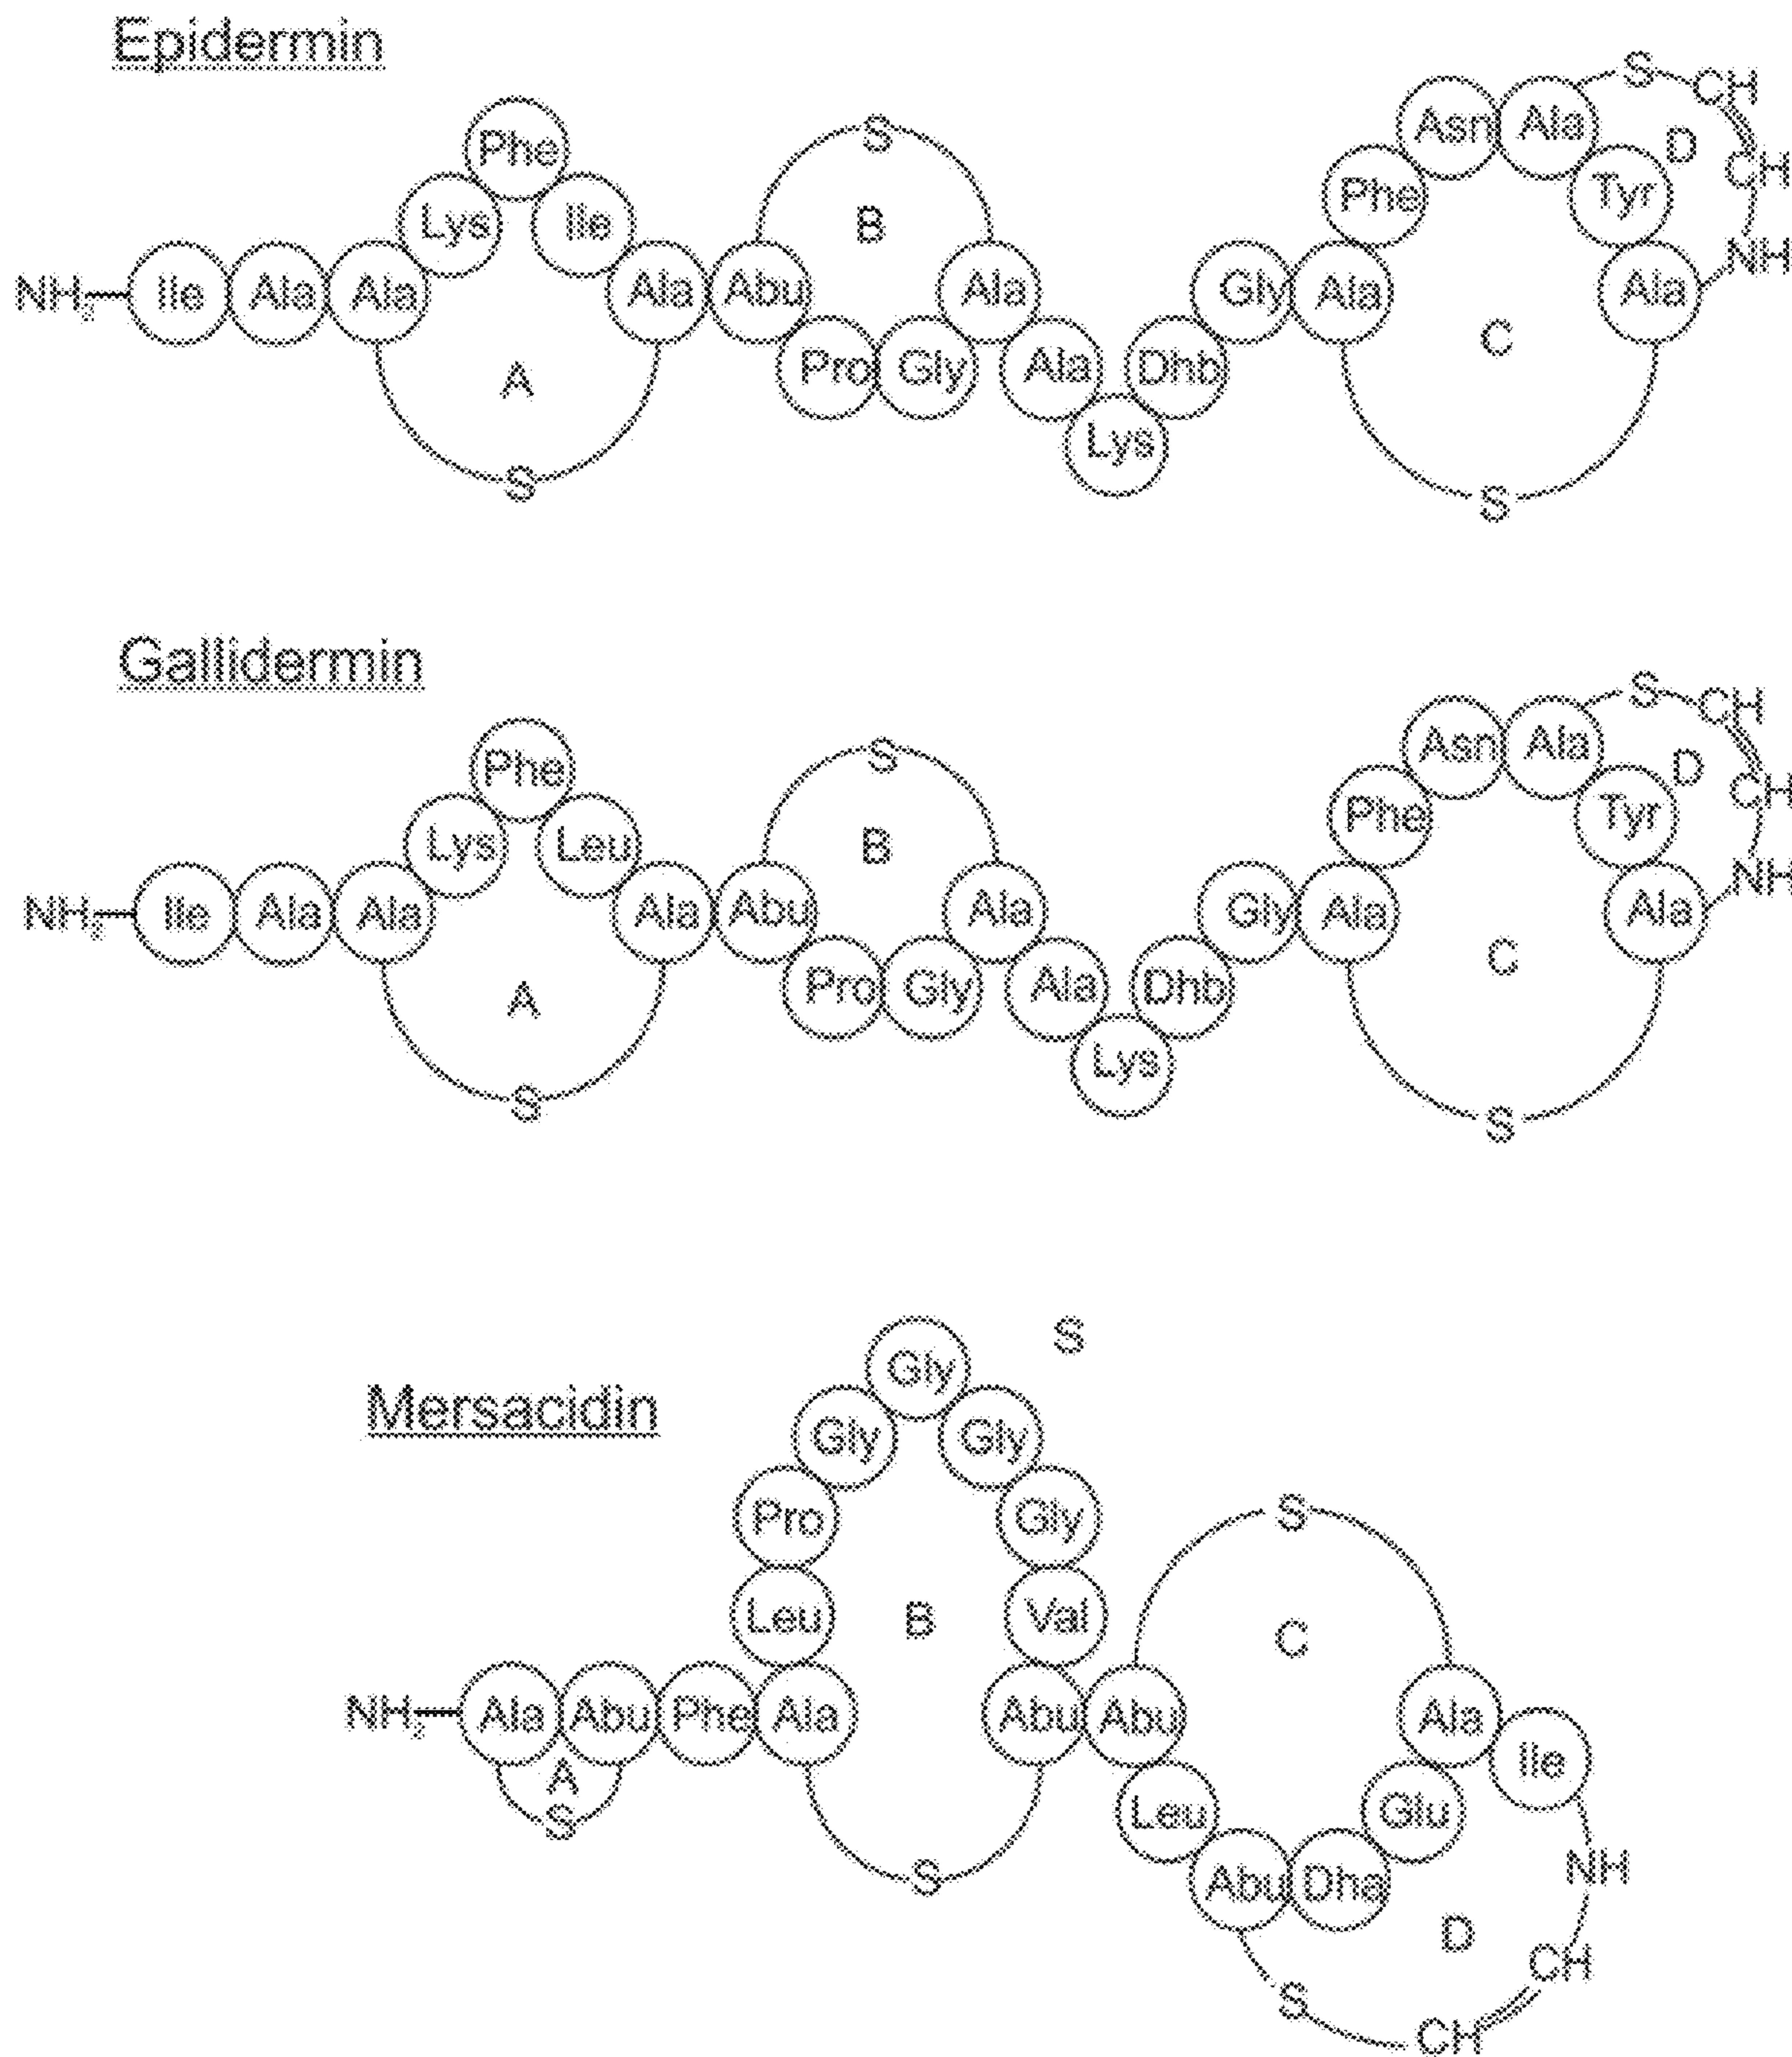 Epidermin
NH2 Ile Ala Ala Lys Phe Ile Ala Abu Pro Gly Ala Ala Lys Dhb Gly Ala Phe Asn Ala Tyr Ala
S CH CH NH
A S
B S
C S
D
Gallidermin
NH2 Ile Ala Ala Lys Phe Leu Ala Abu Pro Gly Ala Ala Lys Dhb Gly Ala Phe Asn Ala Tyr Ala
S CH CH NH
A S
B S
C S
D
Mersacidin
S
NH2 Ala Abu Phe Ala Leu Pro Gly Gly Gly Gly Val Abu Abu Leu Abu Dha Glu Ala Ile
NH CH CH S
A S
B S
C S
D